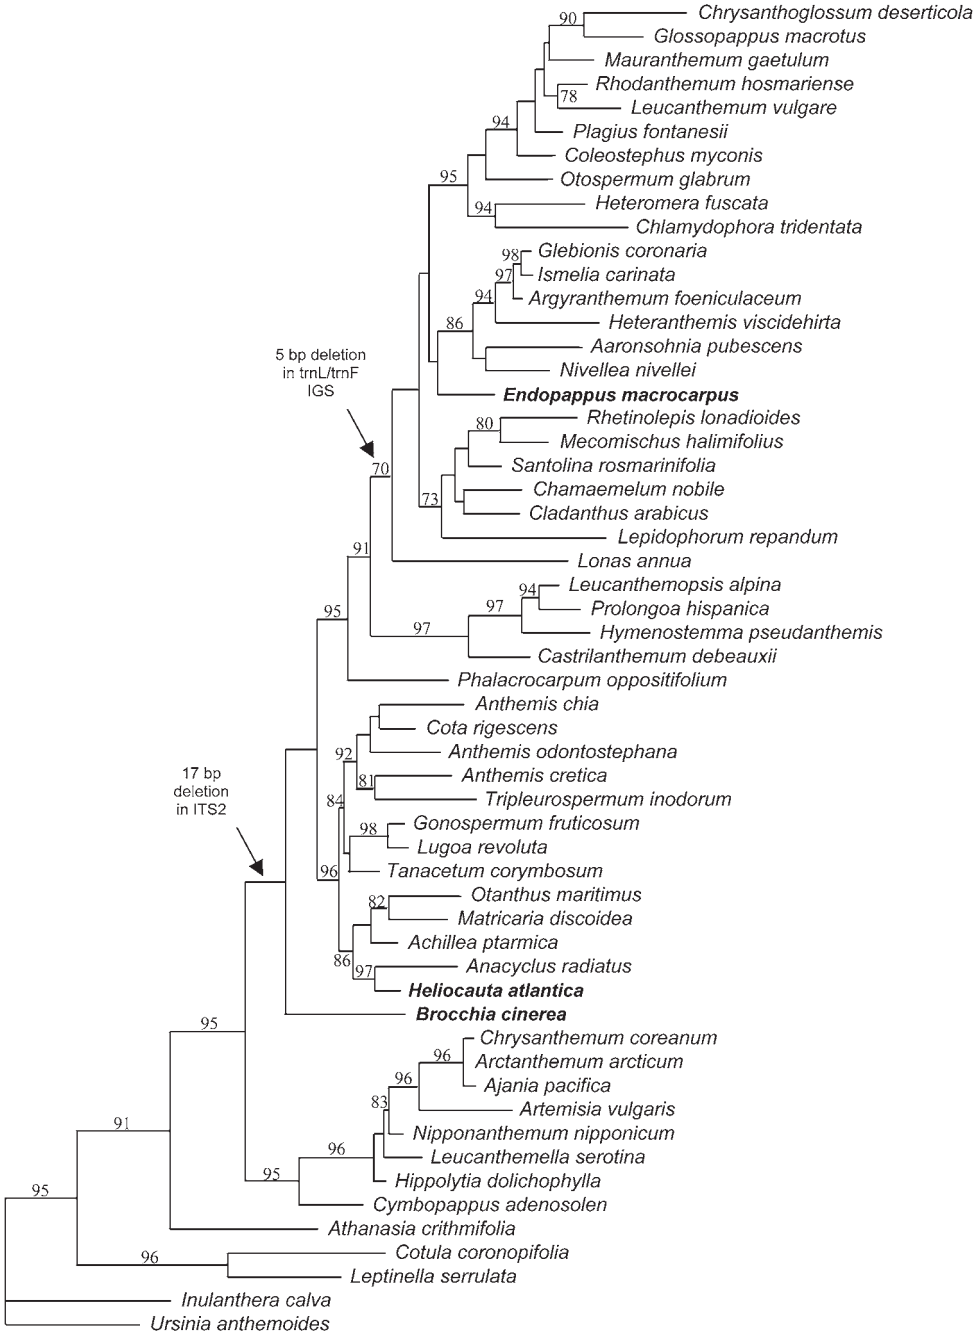 90 Chrysanthoglossum deserticola
Glossopappus macrotus
Mauranthemum gaetulum
Rhodanthemum hosmariense
78
Leucanthemum vulgare
94 Plagius fontanesii
Coleostephus myconis
95 Otospermum glabrum
94 Heteromera fuscata
Chlamydophora tridentata
98 Glebionis coronaria
97 Ismelia carinata
94 Argyranthemum foeniculaceum
86 Heteranthemis viscidehirta
Aaronsohnia pubescens
Nivellea nivellei
5 bp deletion
in trnL/trnF
IGS
Endopappus macrocarpus
80 Rhetinolepis lonadioides
Mecomischus halimifolius
70 Santolina rosmarinifolia
73 Chamaemelum nobile
Cladanthus arabicus
Lepidophorum repandum
91 Lonas annua
94 Leucanthemopsis alpina
95 97 Prolongoa hispanica
97 Hymenostemma pseudanthemis
Castrilanthemum debeauxii
Phalacrocarpum oppositifolium
Anthemis chia
Cota rigescens
92 Anthemis odontostephana
17 bp
deletion
in ITS2
81 Anthemis cretica
84 Tripleurospermum inodorum
98 Gonospermum fruticosum
Lugoa revoluta
96 Tanacetum corymbosum
82 Otanthus maritimus
Matricaria discoidea
Achillea ptarmica
86 97 Anacyclus radiatus
Heliocauta atlantica
Brocchia cinerea
95 Chrysanthemum coreanum
96 Arctanthemum arcticum
96 Ajania pacifica
83 Artemisia vulgaris
91 Nipponanthemum nipponicum
96 Leucanthemella serotina
95 Hippolytia dolichophylla
95 Cymbopappus adenosolen
Athanasia crithmifolia
96 Cotula coronopifolia
Leptinella serrulata
Inulanthera calva
Ursinia anthemoides